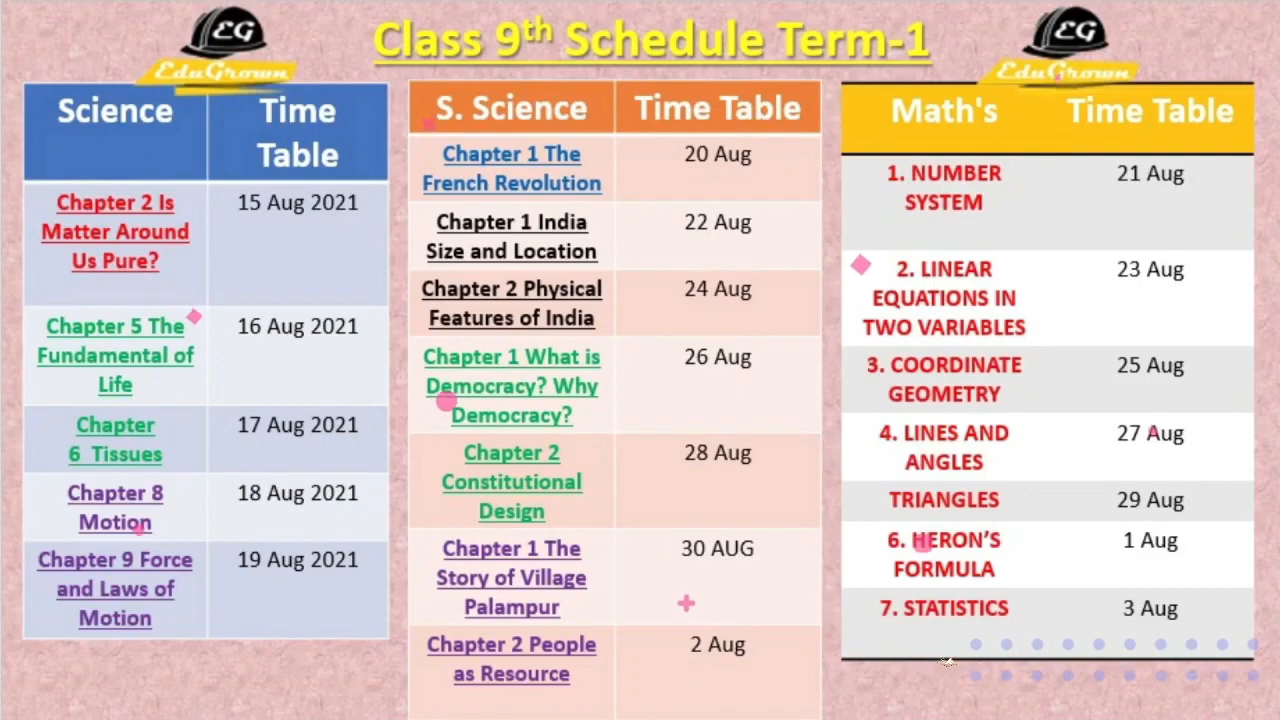 EG
EduGrown
Class 9th Schedule Term-1
EG
EduGrown
Science
Time
Table
Chapter 2 Is
Matter Around
Us Pure?
15 Aug 2021
Chapter 5 The
Fundamental of
Life
16 Aug 2021
Chapter
6 Tissues
17 Aug 2021
Chapter 8
Motion
18 Aug 2021
Chapter 9 Force
and Laws of
Motion
19 Aug 2021
S. Science
Time Table
Chapter 1 The
French Revolution
20 Aug
Chapter 1 India
Size and Location
22 Aug
Chapter 2 Physical
Features of India
24 Aug
Chapter 1 What is
Democracy? Why
Democracy?
26 Aug
Chapter 2
Constitutional
Design
28 Aug
Chapter 1 The
Story of Village
Palampur
30 AUG
Chapter 2 People
as Resource
2 Aug
Math's
Time Table
1. NUMBER
SYSTEM
21 Aug
2. LINEAR
EQUATIONS IN
TWO VARIABLES
23 Aug
3. COORDINATE
GEOMETRY
25 Aug
4. LINES AND
ANGLES
27 Aug
TRIANGLES
29 Aug
6. HERON’S
FORMULA
1 Aug
7. STATISTICS
3 Aug